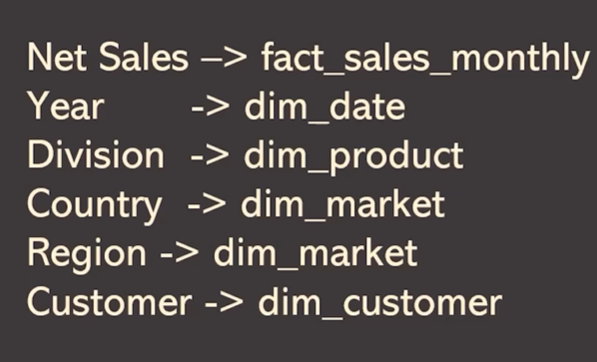 Net Sales –> fact_sales_monthly
Year -> dim_date
Division -> dim_product
Country -> dim_market
Region -> dim_market
Customer -> dim_customer